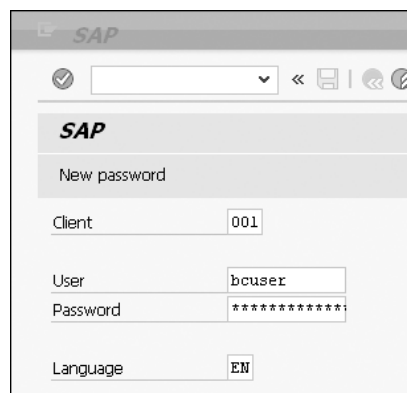 SAP
SAP
New password
Client 001
User bcuser
Password *************
Language EN